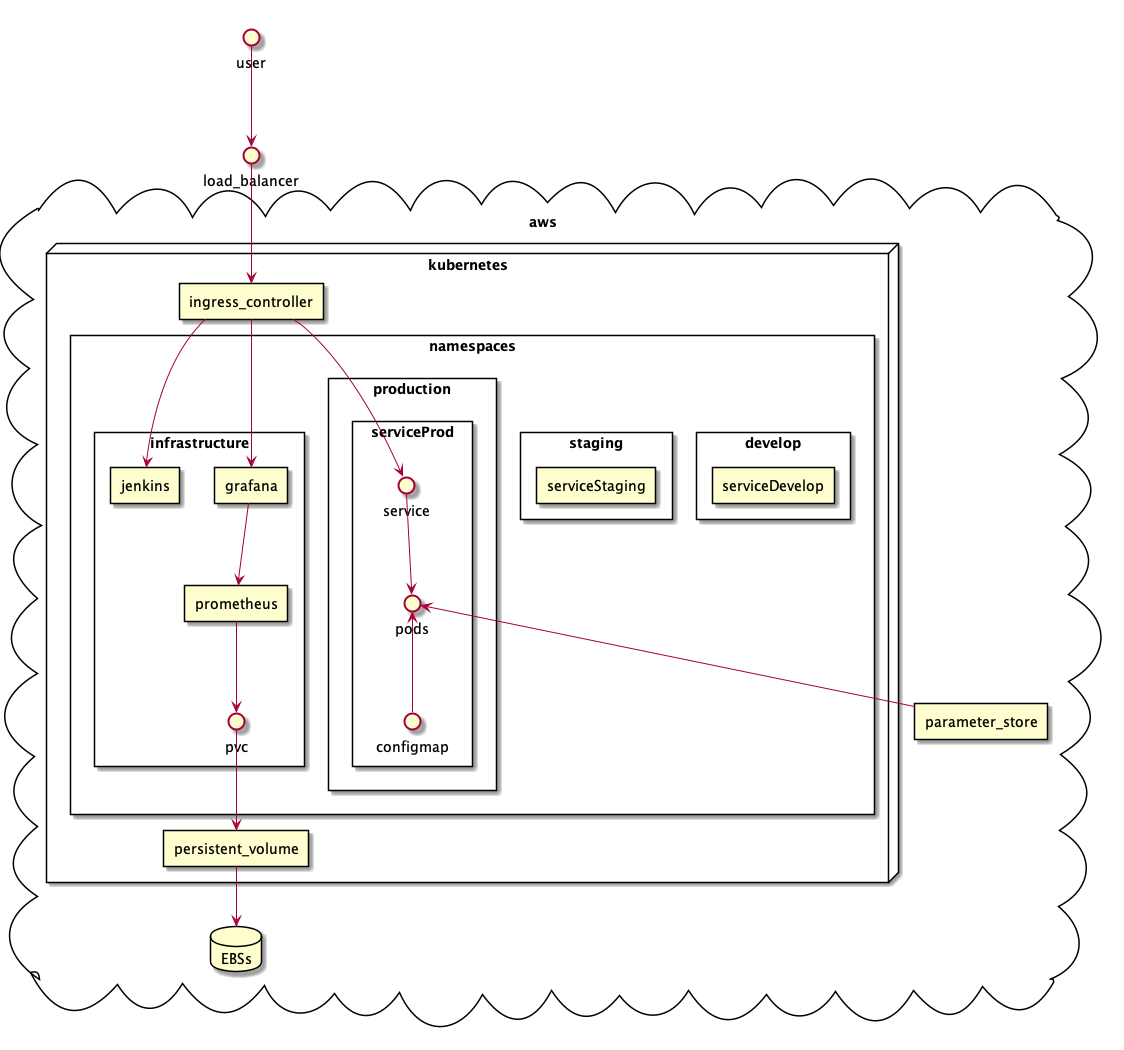 user
load_balancer
aws
kubernetes
ingress_controller
namespaces
production
serviceProd
infrastructure
staging
develop
jenkins
grafana
service
serviceStaging
serviceDevelop
prometheus
pods
parameter_store
pvc
configmap
persistent_volume
EBSs